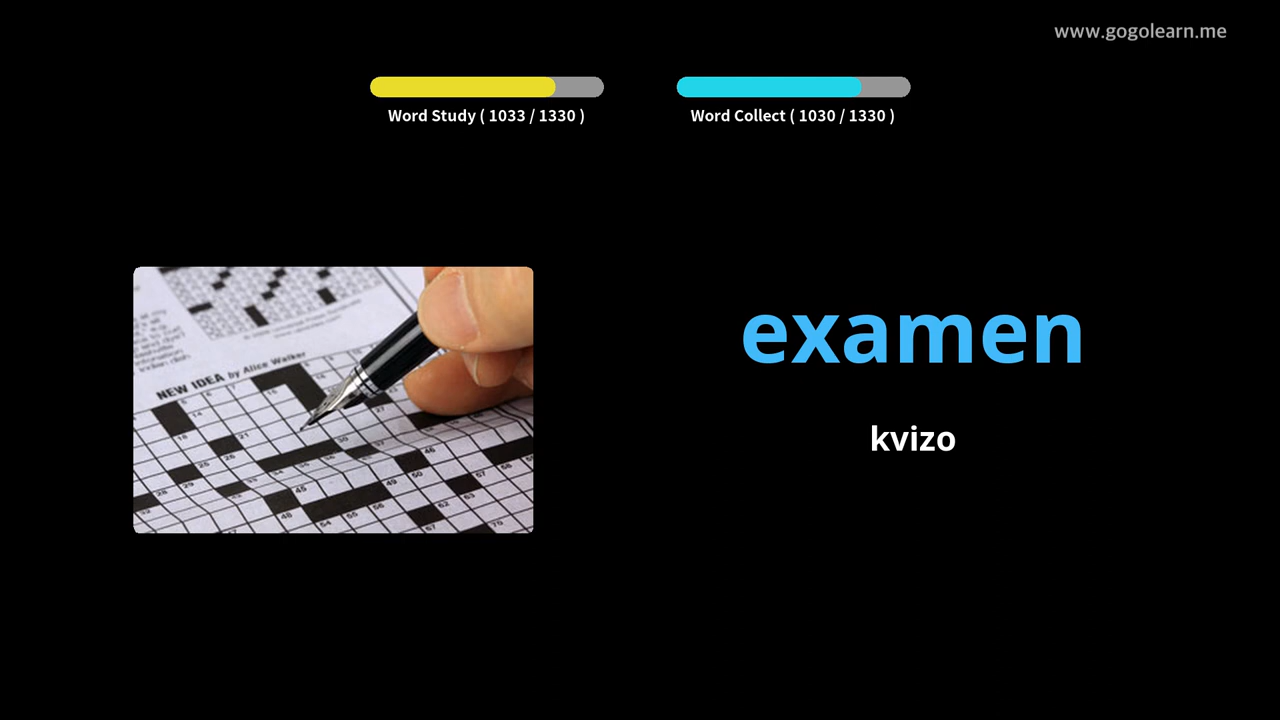 www.gogolearn.me
Word Study ( 1033 / 1330 )
Word Collect ( 1030 / 1330 )
NEW IDEA by Alice Walker
examen
kvizo